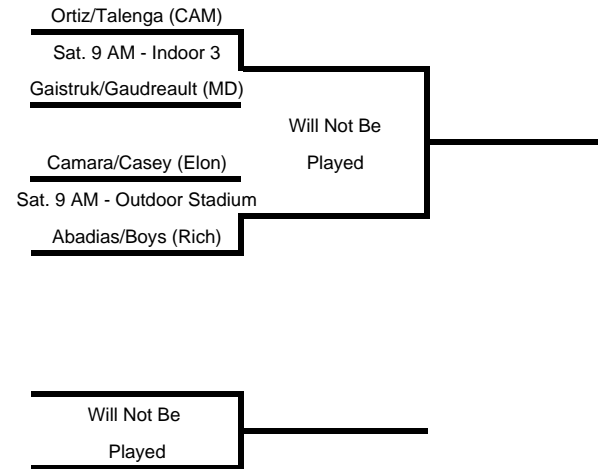 Ortiz/Talenga (CAM)
Sat. 9 AM - Indoor 3
Gaistruk/Gaudreault (MD)
Will Not Be
Played
Camara/Casey (Elon)
Sat. 9 AM - Outdoor Stadium
Abadias/Boys (Rich)
Will Not Be
Played